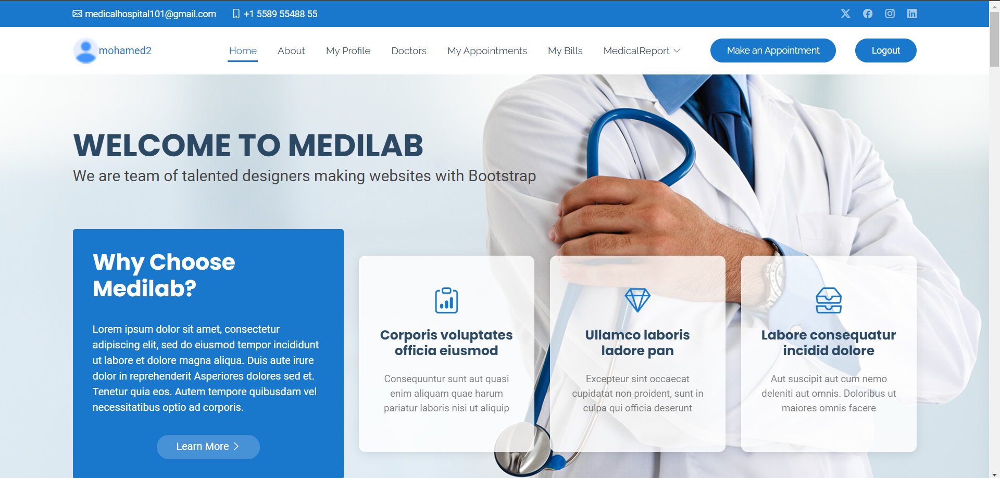 medicalhospital101@gmail.com +1 5589 55488 55
mohamed2 Home About My Profile Doctors My Appointments My Bills MedicalReport Make an Appointment Logout
WELCOME TO MEDILAB
We are team of talented designers making websites with Bootstrap
Why Choose
Medilab?
Lorem ipsum dolor sit amet, consectetur
adipiscing elit, sed do eiusmod tempor incididunt
ut labore et dolore magna aliqua. Duis aute irure
dolor in reprehenderit Asperiores dolores sed et.
Tenetur quia eos. Autem tempore quibusdam vel
necessitatibus optio ad corporis.
Learn More
Corporis voluptates
officia eiusmod
Consequuntur sunt aut quasi
enim aliquam quae harum
pariatur laboris nisi ut aliquip
Ullamco laboris
ladore pan
Excepteur sint occaecat
cupidatat non proident, sunt in
culpa qui officia deserunt
Labore consequatur
incidid dolore
Aut suscipit aut cum nemo
deleniti aut omnis. Doloribus ut
maiores omnis facere